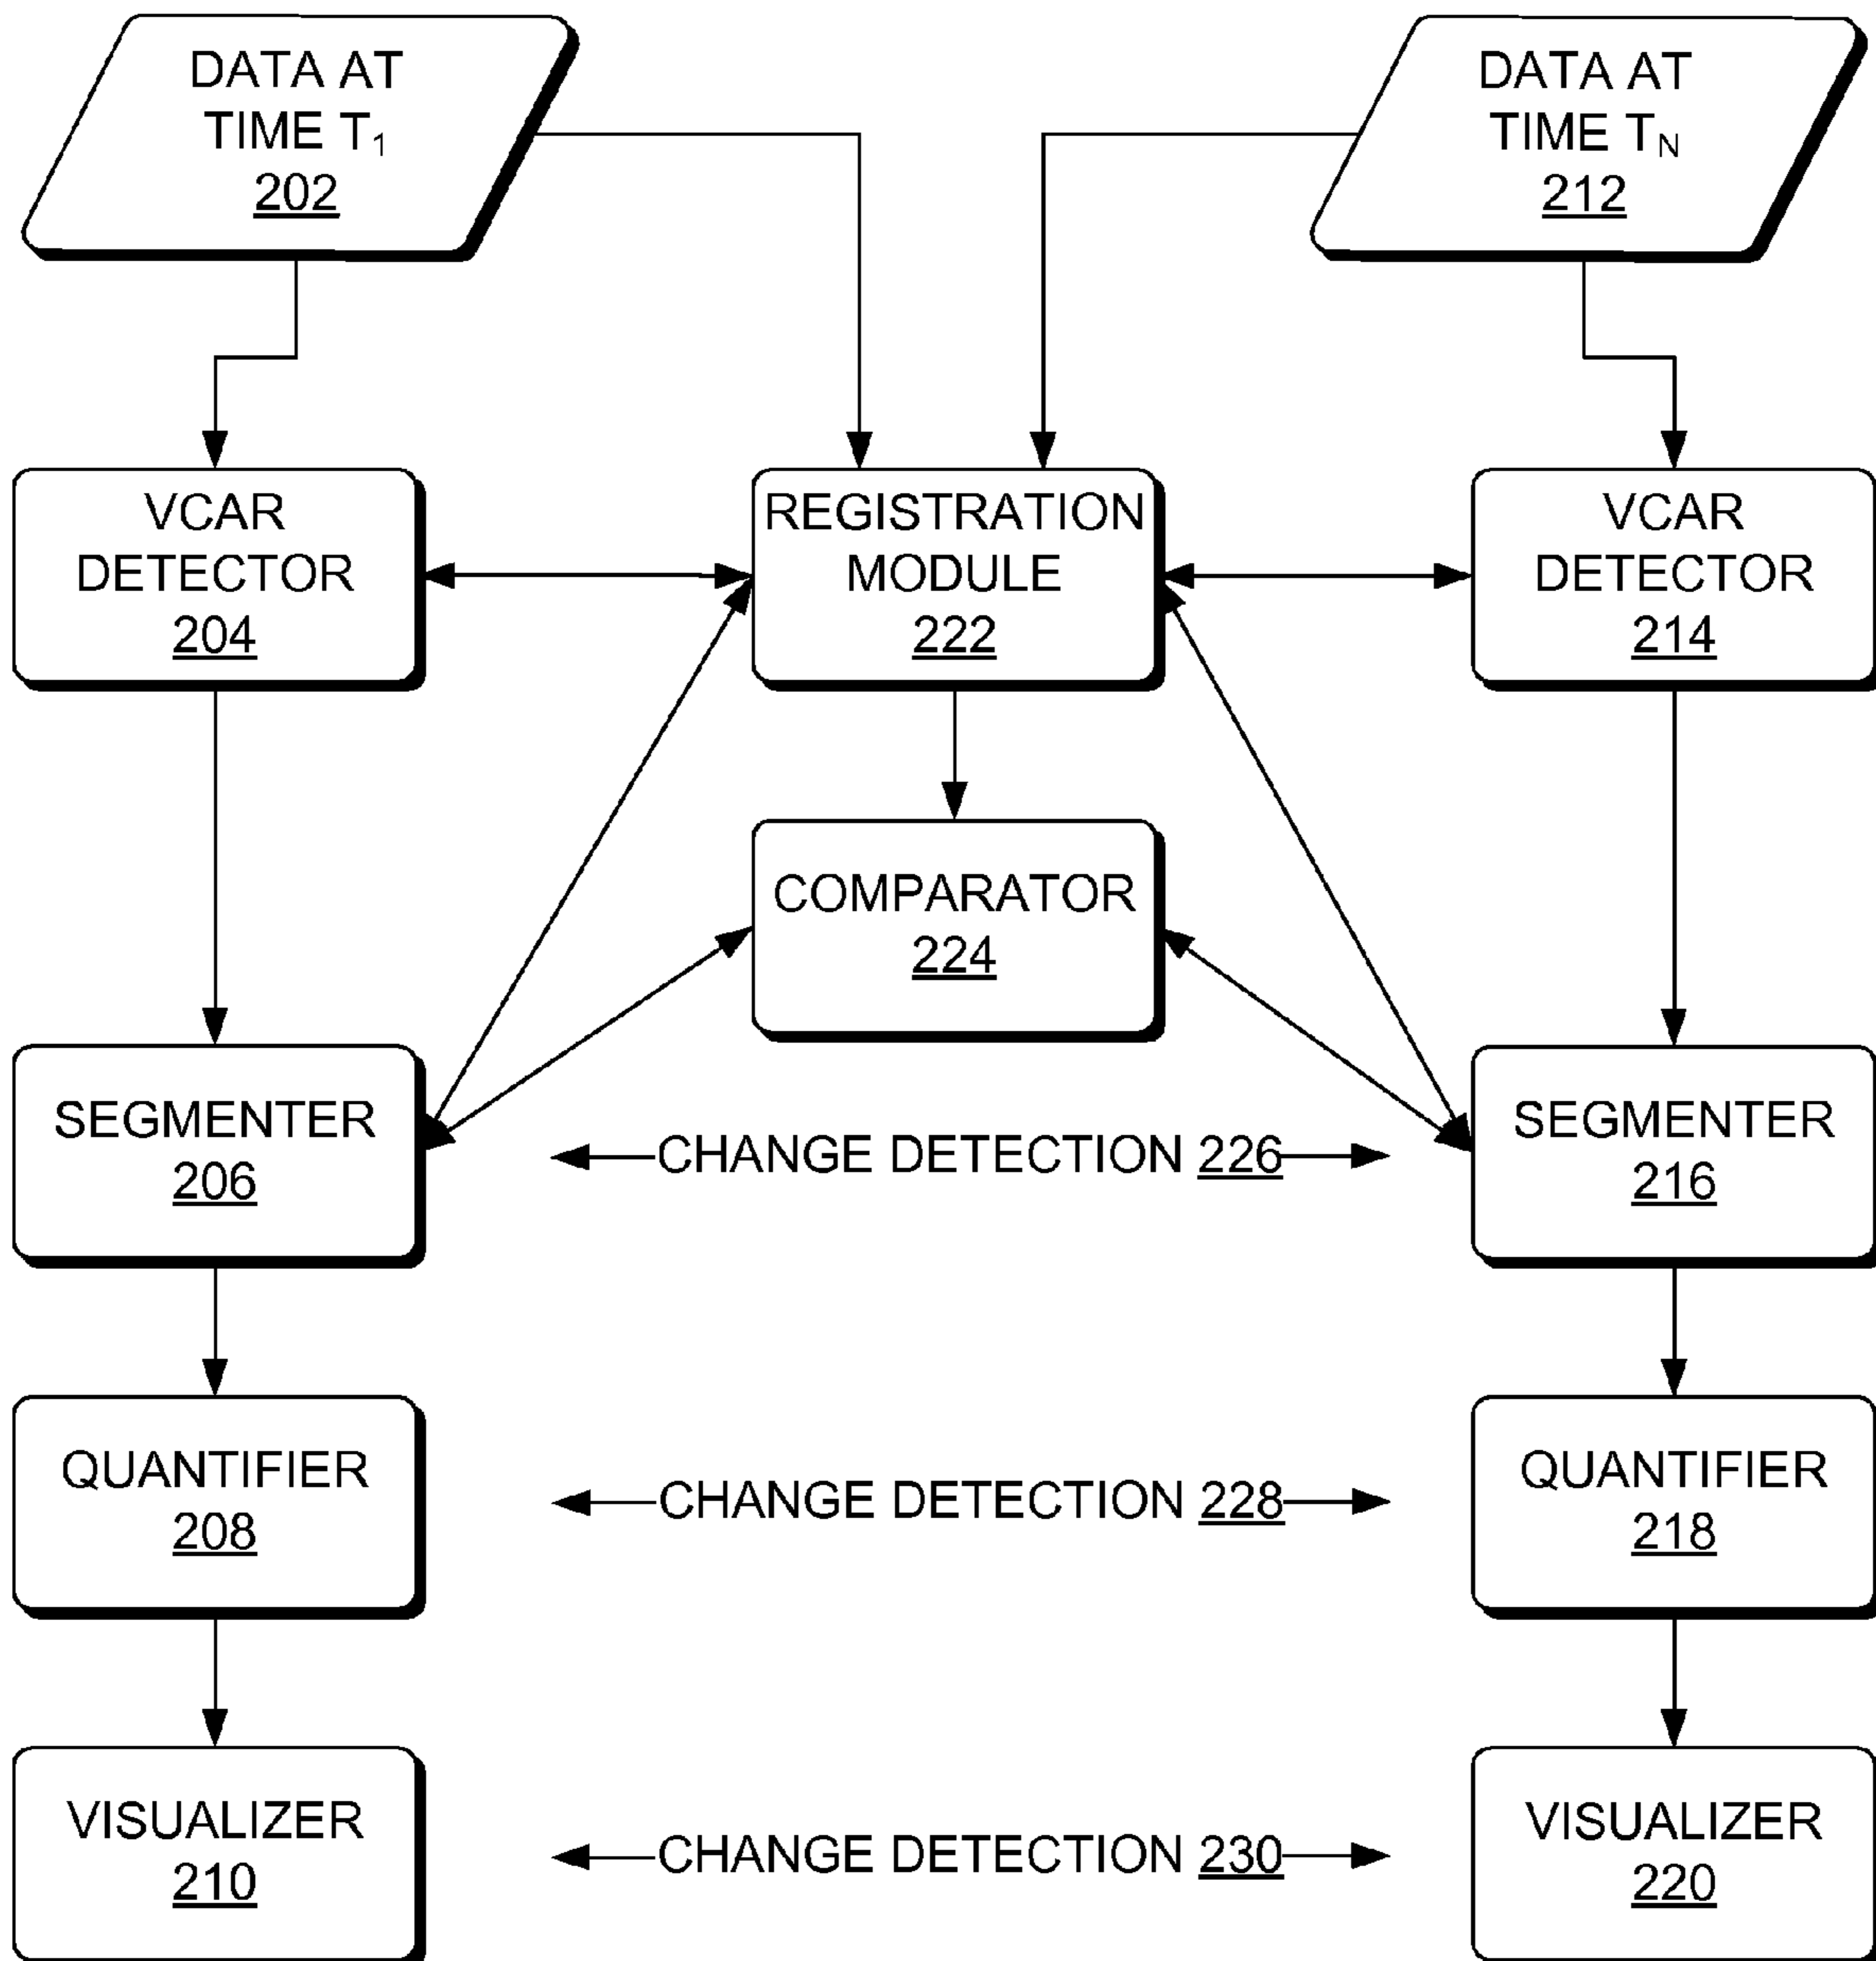 DATA AT
TIME T1
202
DATA AT
TIME TN
212
VCAR
DETECTOR
204
REGISTRATION
MODULE
222
VCAR
DETECTOR
214
COMPARATOR
224
SEGMENTER
206
CHANGE DETECTION 226
SEGMENTER
216
QUANTIFIER
208
CHANGE DETECTION 228
QUANTIFIER
218
VISUALIZER
210
CHANGE DETECTION 230
VISUALIZER
220